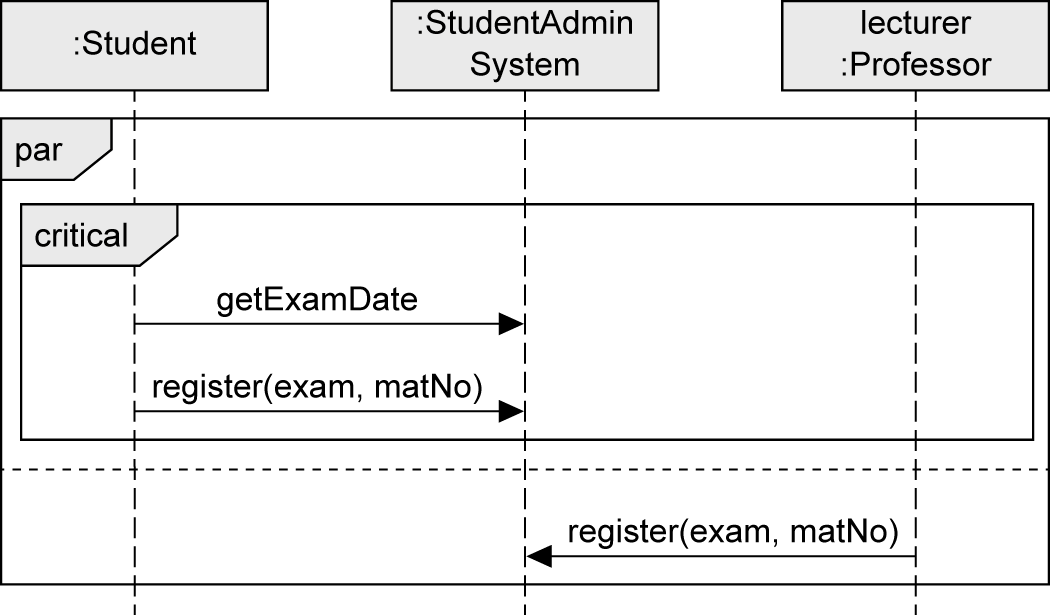 :Student
:StudentAdmin
System
lecturer
:Professor
par
critical
getExamDate
register(exam, matNo)
register(exam, matNo)